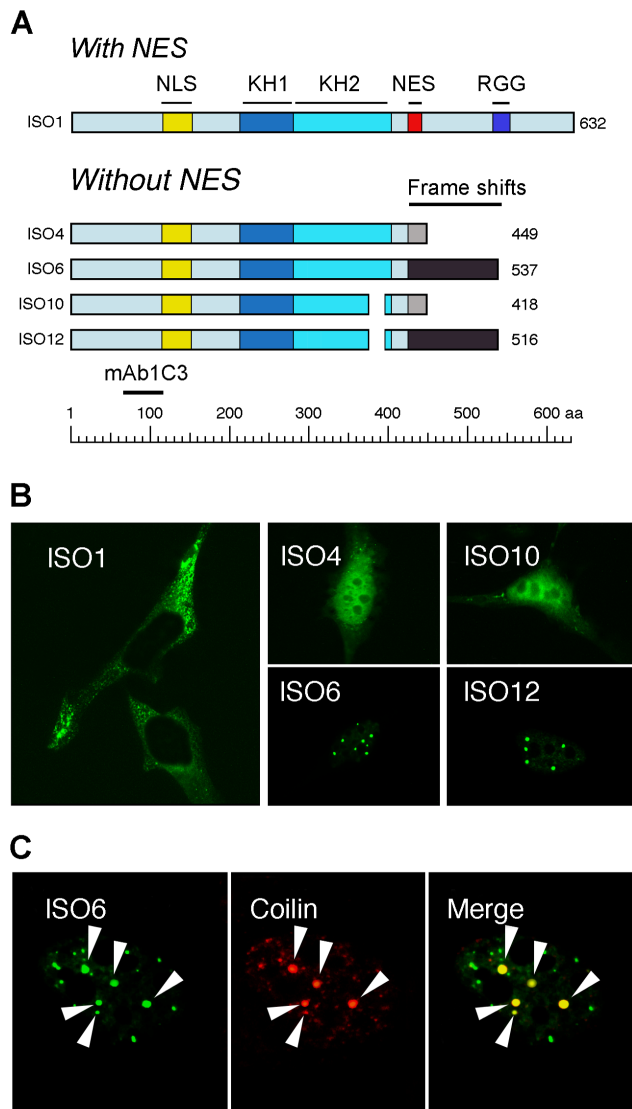 A
With NES
NLS KH1 KH2 NES RGG
ISO1 632
Without NES
Frame shifts
ISO4 449
ISO6 537
ISO10 418
ISO12 516
mAb1C3
1 100 200 300 400 500 600 aa
B
ISO1 ISO4 ISO10
ISO6 ISO12
C
ISO6 Coilin Merge